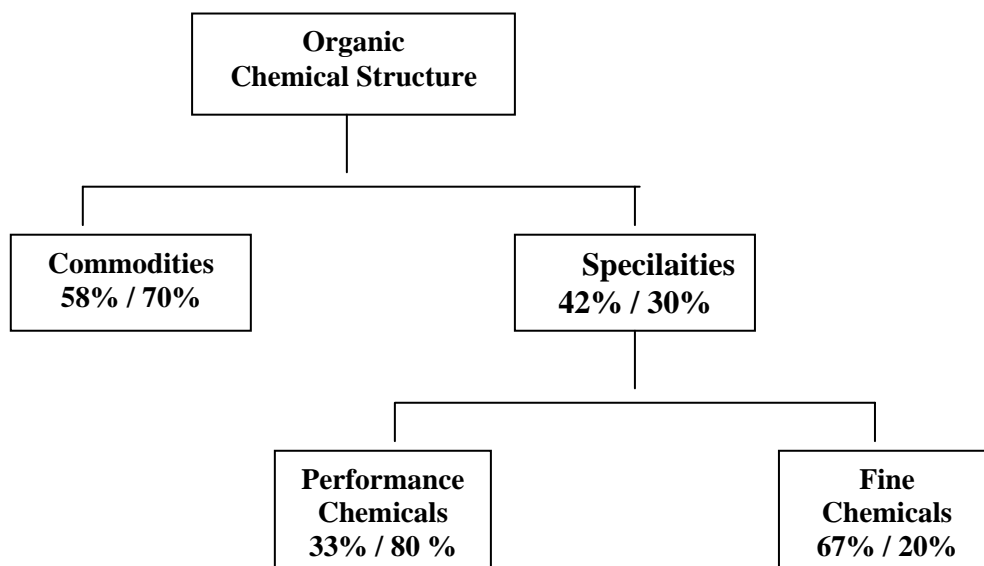 Organic
Chemical Structure
Commodities
58% / 70%
Specilaities
42% / 30%
Performance
Chemicals
33% / 80 %
Fine
Chemicals
67% / 20%